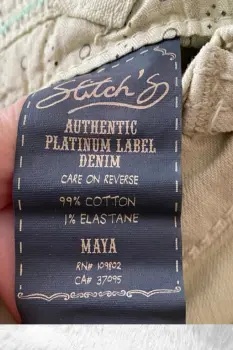 Stitch's
AUTHENTIC
PLATINUM LABEL
DENIM
CARE ON REVERSE
99% COTTON
1% ELASTANE
MAYA
RN# 109802
CA# 37095